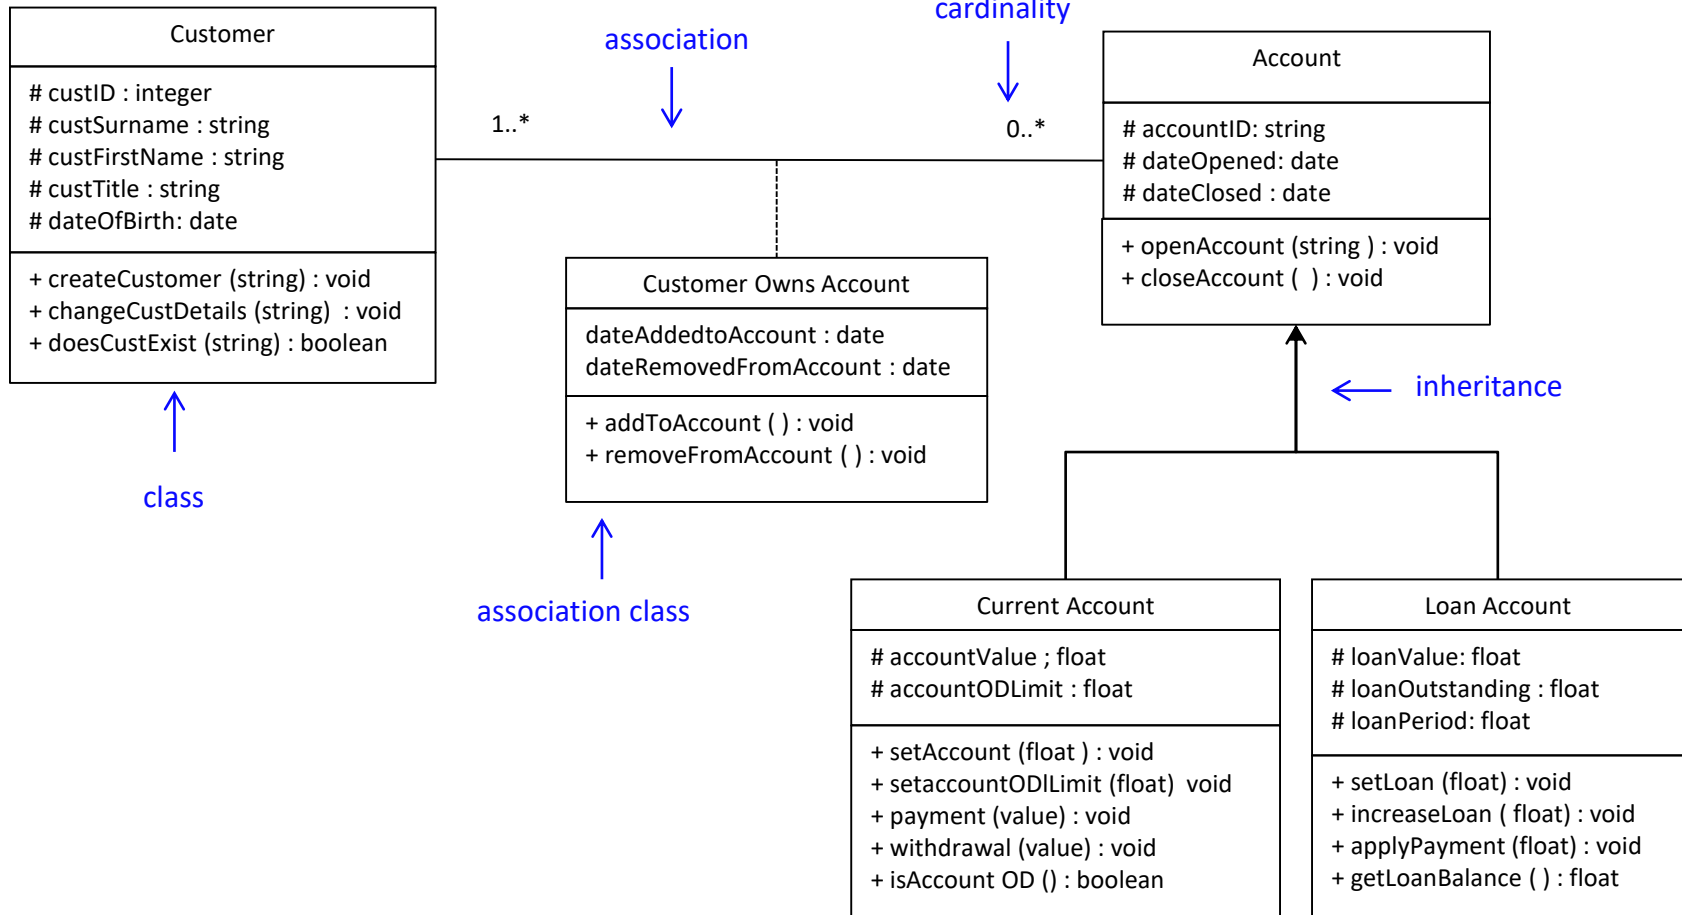 Customer
# custID : integer
# custSurname : string
# custFirstName : string
# custTitle : string
# dateOfBirth: date
+ createCustomer (string) : void
+ changeCustDetails (string)  : void
+ doesCustExist (string) : boolean
class
association
cardinality
1..*
0..*
Customer Owns Account
dateAddedtoAccount : date
dateRemovedFromAccount : date
+ addToAccount ( ) : void
+ removeFromAccount ( ) : void
association class
Account
# accountID: string
# dateOpened: date
# dateClosed : date
+ openAccount (string ) : void
+ closeAccount (  ) : void
inheritance
Current Account
# accountValue ; float
# accountODLimit : float
+ setAccount (float ) : void
+ setaccountODlLimit (float)  void
+ payment (value) : void
+ withdrawal (value) : void
+ isAccount OD () : boolean
Loan Account
# loanValue: float
# loanOutstanding : float
# loanPeriod: float
+ setLoan (float) : void
+ increaseLoan ( float) : void
+ applyPayment (float) : void
+ getLoanBalance ( ) : float